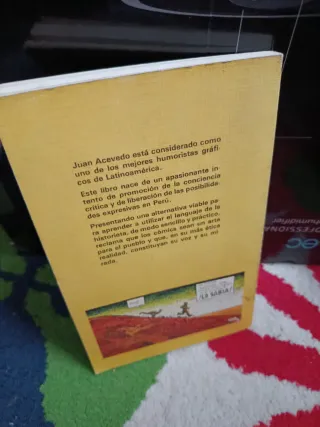 Juan Acevedo está considerado como
uno de los mejores humoristas gráfi-
cos de Latinoamérica.
Este libro nace de un apasionante in-
tento de promoción de la conciencia
crítica y de liberación de las posibilida-
des expresivas en Perú.
Presentando una alternativa viable pa-
ra aprender a utilizar el lenguaje de la
historieta, de modo sencillo y práctico,
reclama que los cómics sean un arte
para el pueblo y que, en su más ética
realidad, constituyan su voz y su mi-
rada.